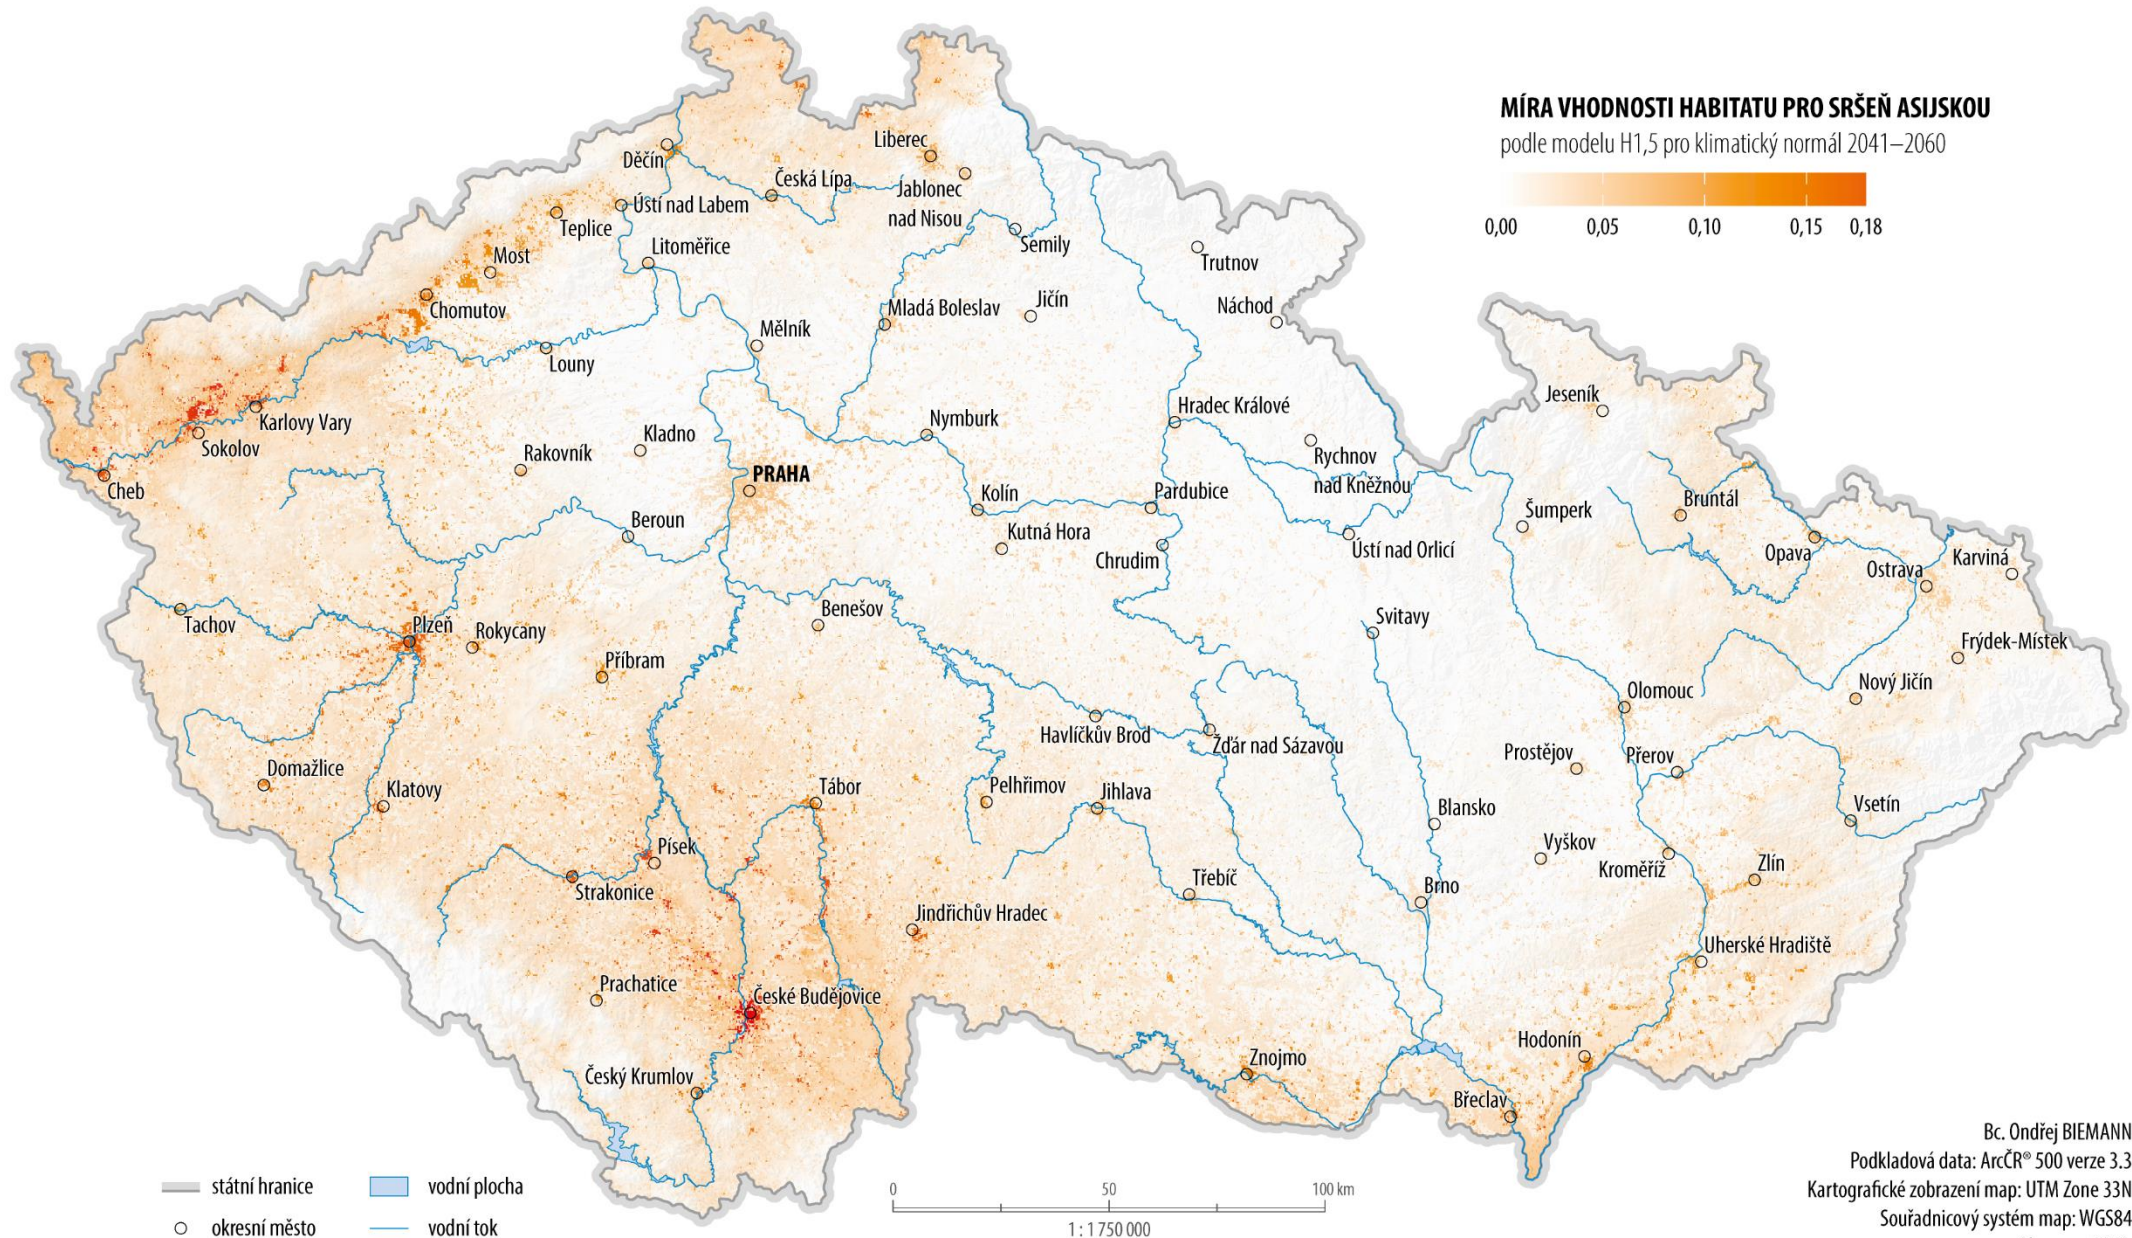 MÍRA VHODNOSTI HABITATU PRO SRŠEŇ ASIJSKOU
podle modelu H1,5 pro klimatický normál 2041–2060
0,00 0,05 0,10 0,15 0,18
Liberec
Děčín
Česká Lípa
Jablonec
nad Nisou
Ústí nad Labem
Teplice
Litoměřice
Semily
Most
Trutnov
Chomutov
Mladá Boleslav
Jičín
Náchod
Mělník
Louny
Jeseník
Karlovy Vary
Hradec Králové
Nymburk
Kladno
Sokolov
Rakovník
Rychnov
nad Kněžnou
PRAHA
Cheb
Kolín
Pardubice
Bruntál
Šumperk
Beroun
Kutná Hora
Chrudim
Ústí nad Orlicí
Opava
Karviná
Ostrava
Benešov
Svitavy
Tachov
Plzeň
Rokycany
Frýdek-Místek
Příbram
Nový Jičín
Olomouc
Havlíčkův Brod
Žďár nad Sázavou
Prostějov
Přerov
Domažlice
Klatovy
Tábor
Pelhřimov
Jihlava
Vsetín
Blansko
Vyškov
Písek
Kroměříž
Zlín
Strakonice
Třebíč
Brno
Jindřichův Hradec
Uherské Hradiště
Prachatice
České Budějovice
Hodonín
Znojmo
Český Krumlov
Břeclav
státní hranice
vodní plocha
okresní město
vodní tok
0 50 100 km
1 : 1 750 000
Bc. Ondřej BIEMANN
Podkladová data: ArcČR® 500 verze 3.3
Kartografické zobrazení map: UTM Zone 33N
Souřadnicový systém map: WGS84